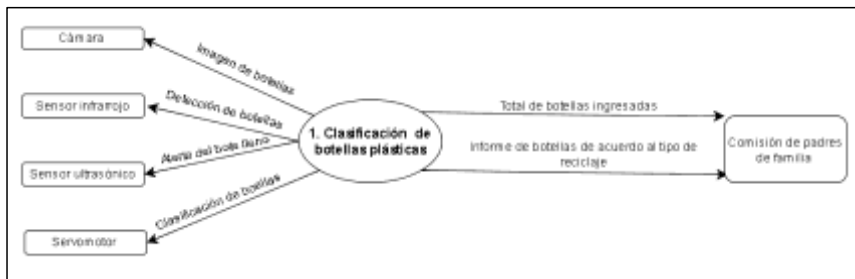 Cámara
Imagen de botellas
Sensor infrarrojo
Detección de botellas
Alerta del bote lleno
Sensor ultrasónico
Clasificación de botellas
Servomotor
1. Clasificación de
botellas plásticas
Total de botellas ingresadas
Informe de botellas de acuerdo al tipo de
reciclaje
Comisión de padres
de familia